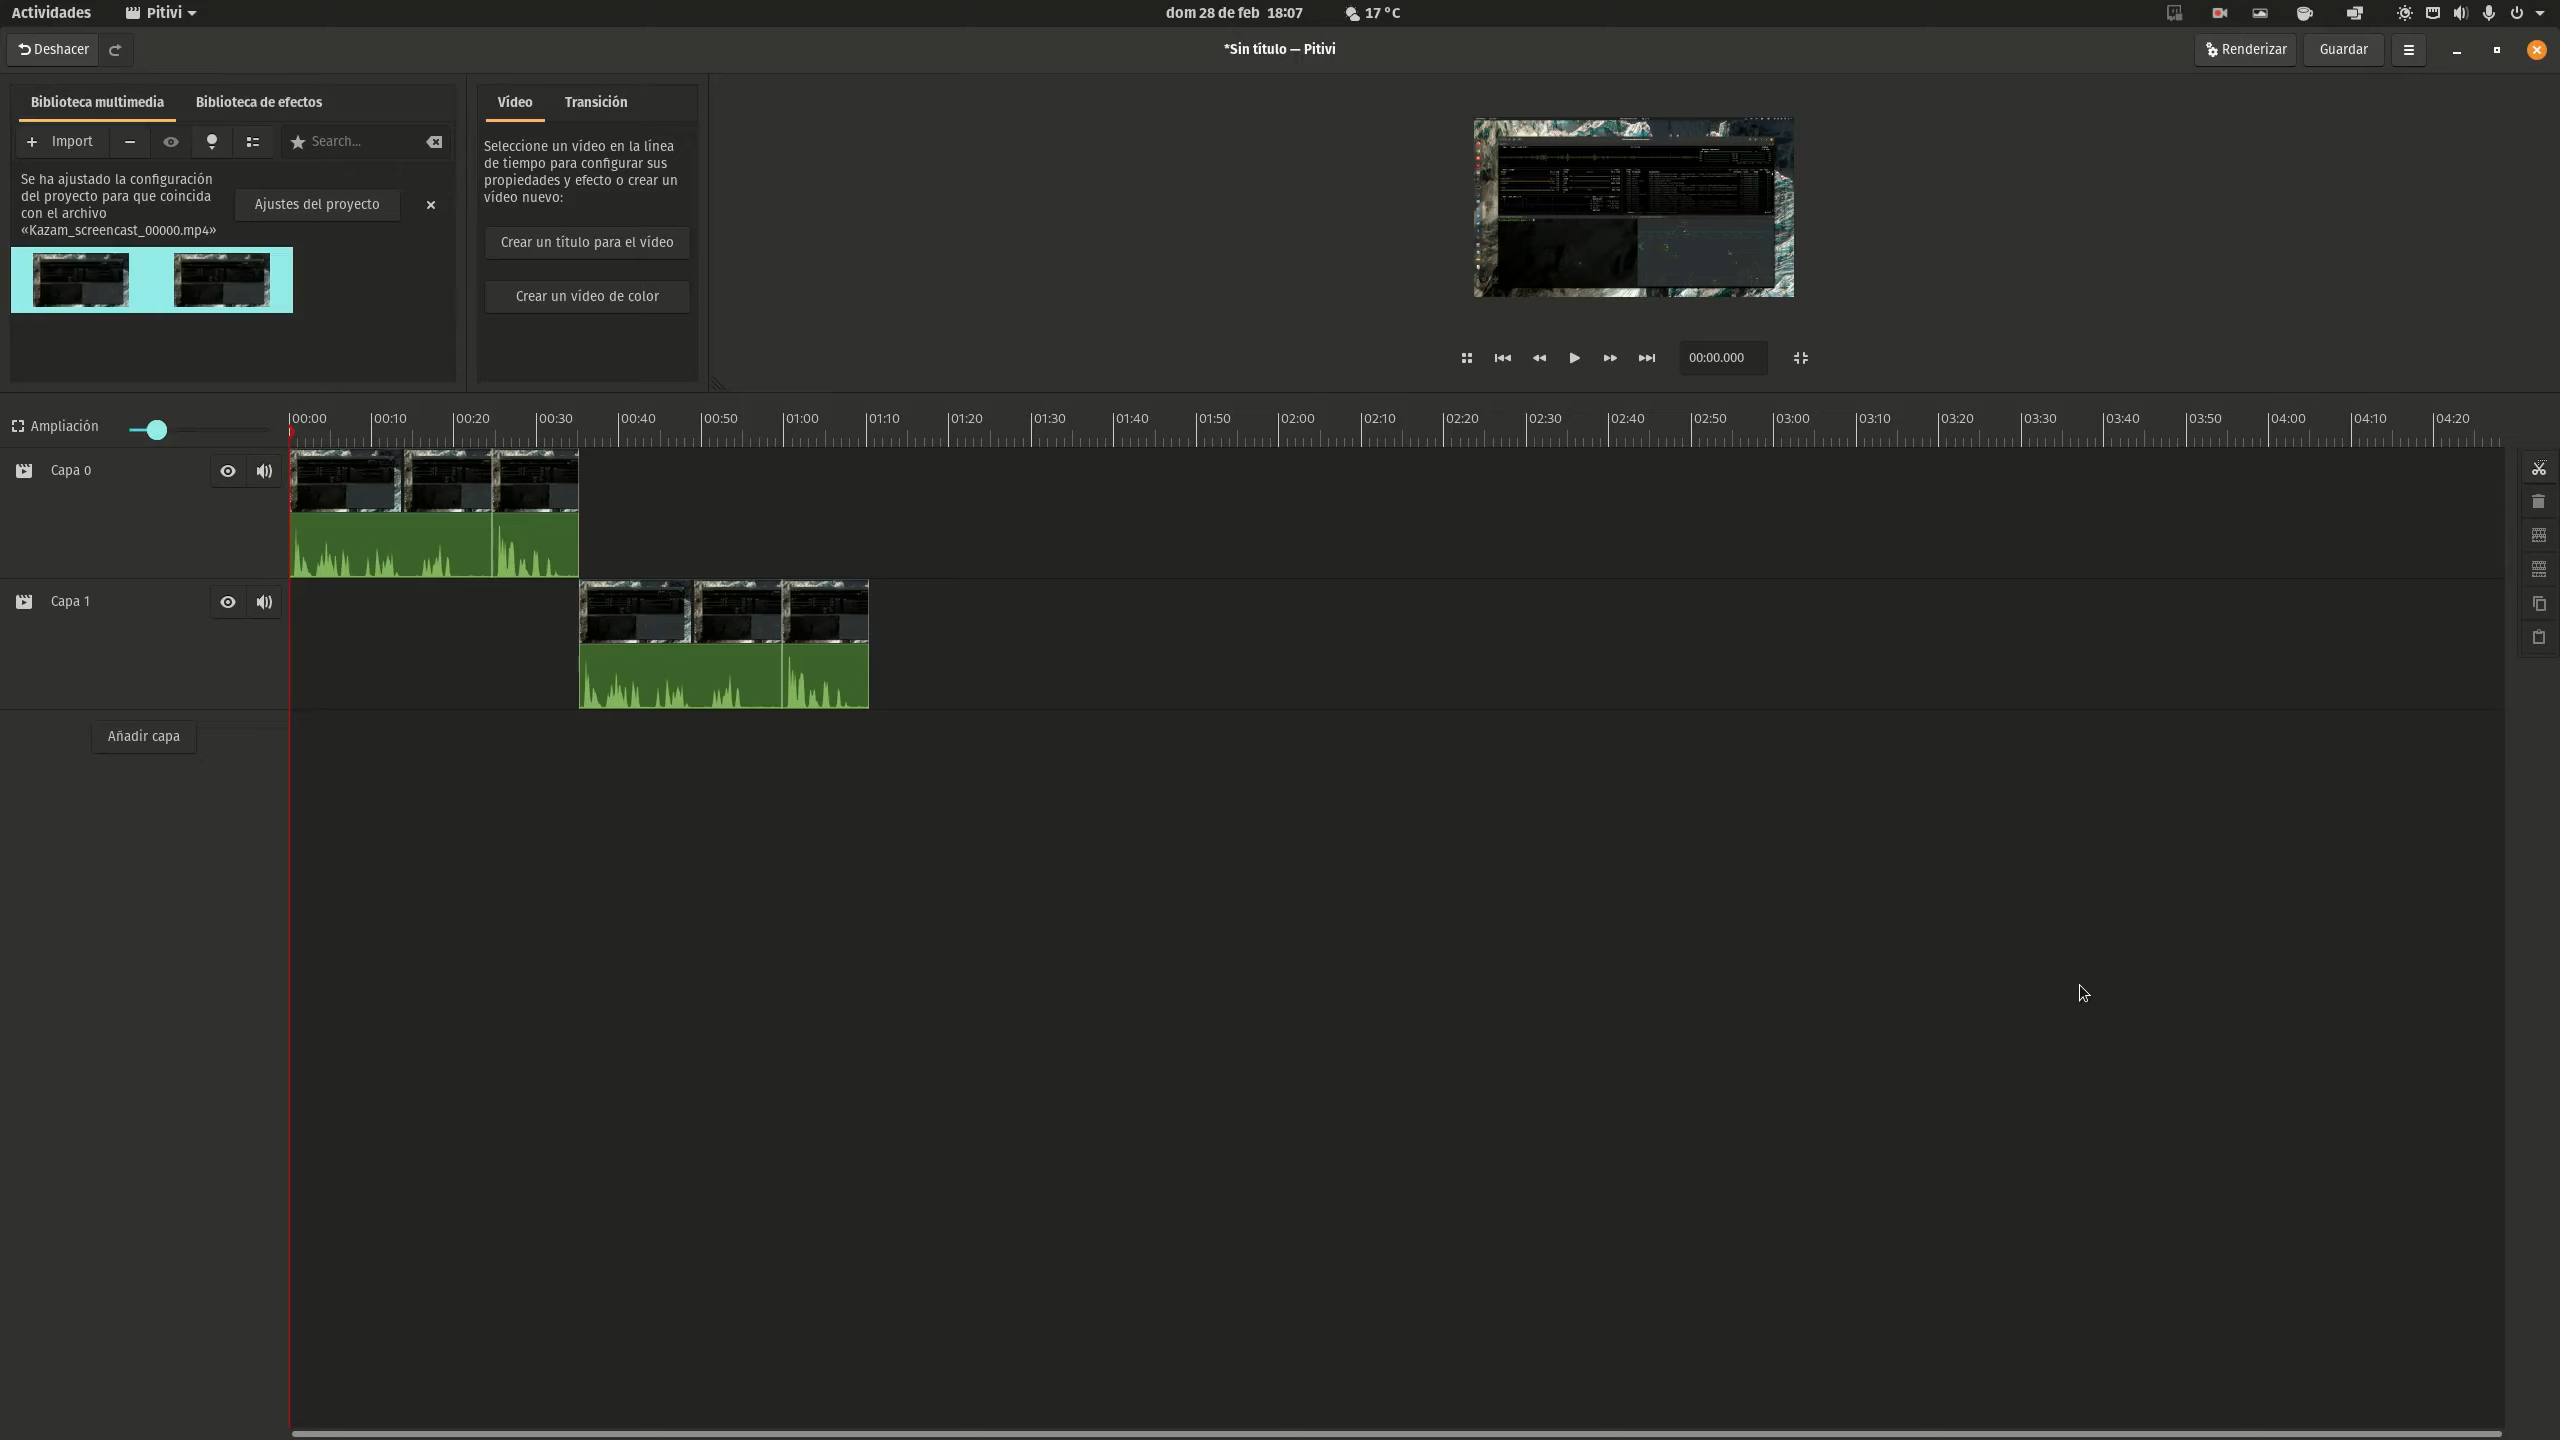 Actividades Pitivi dom 28 de feb 18:07 17 °C
Deshacer *Sin título — Pitivi Renderizar Guardar
Biblioteca multimedia Biblioteca de efectos
Import Search...
Se ha ajustado la configuración
del proyecto para que coincida
con el archivo
«Kazam_screencast_00000.mp4»
Ajustes del proyecto
Vídeo Transición
Seleccione un vídeo en la línea
de tiempo para configurar sus
propiedades y efecto o crear un
vídeo nuevo:
Crear un título para el vídeo
Crear un vídeo de color
00:00.000
Ampliación 00:00 00:10 00:20 00:30 00:40 00:50 01:00 01:10 01:20 01:30 01:40 01:50 02:00 02:10 02:20 02:30 02:40 02:50 03:00 03:10 03:20 03:30 03:40 03:50 04:00 04:10 04:20
Capa 0
Capa 1
Añadir capa